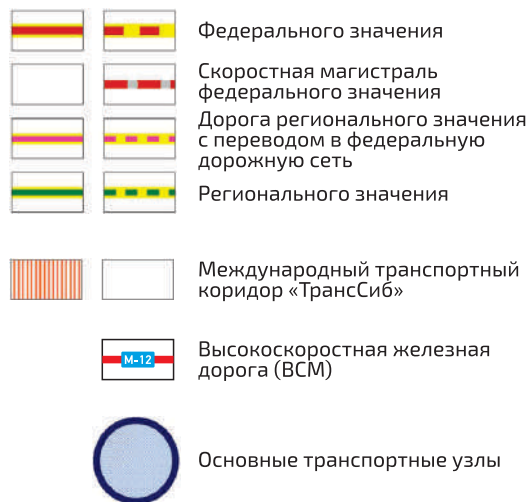 Федерального значения
Скоростная магистраль
федерального значения
Дорога регионального значения
с переводом в федеральную
дорожную сеть
Регионального значения
Международный транспортный
коридор «ТрансСиб»
М-12
Высокоскоростная железная
дорога (ВСМ)
Основные транспортные узлы